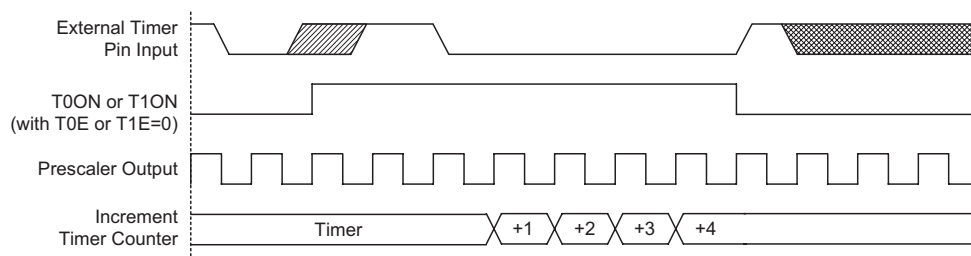 External Timer
Pin Input
T0ON or T1ON
(with T0E or T1E=0)
Prescaler Output
Increment
Timer Counter
Timer
+1
+2
+3
+4